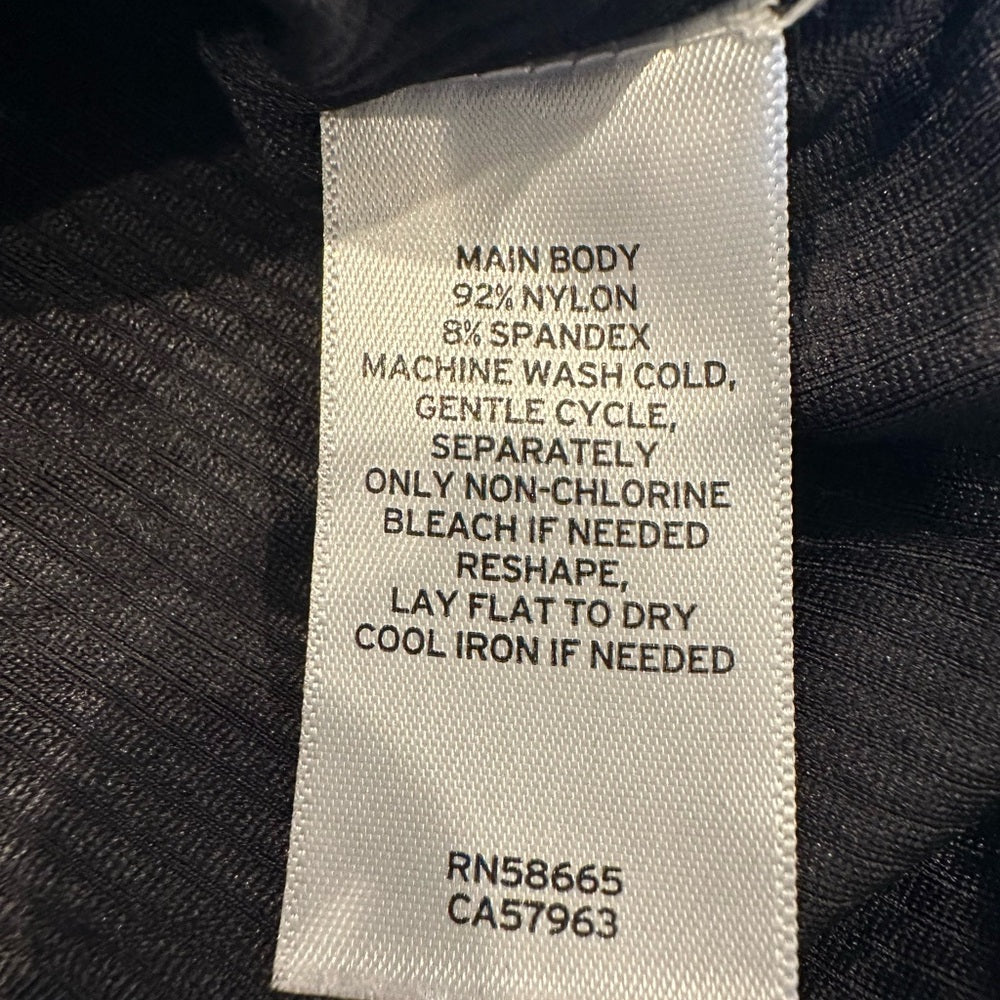 MAIN BODY
92% NYLON
8% SPANDEX
MACHINE WASH COLD,
GENTLE CYCLE,
SEPARATELY
ONLY NON-CHLORINE
BLEACH IF NEEDED
RESHAPE,
LAY FLAT TO DRY
COOL IRON IF NEEDED
RN58665
CA57963